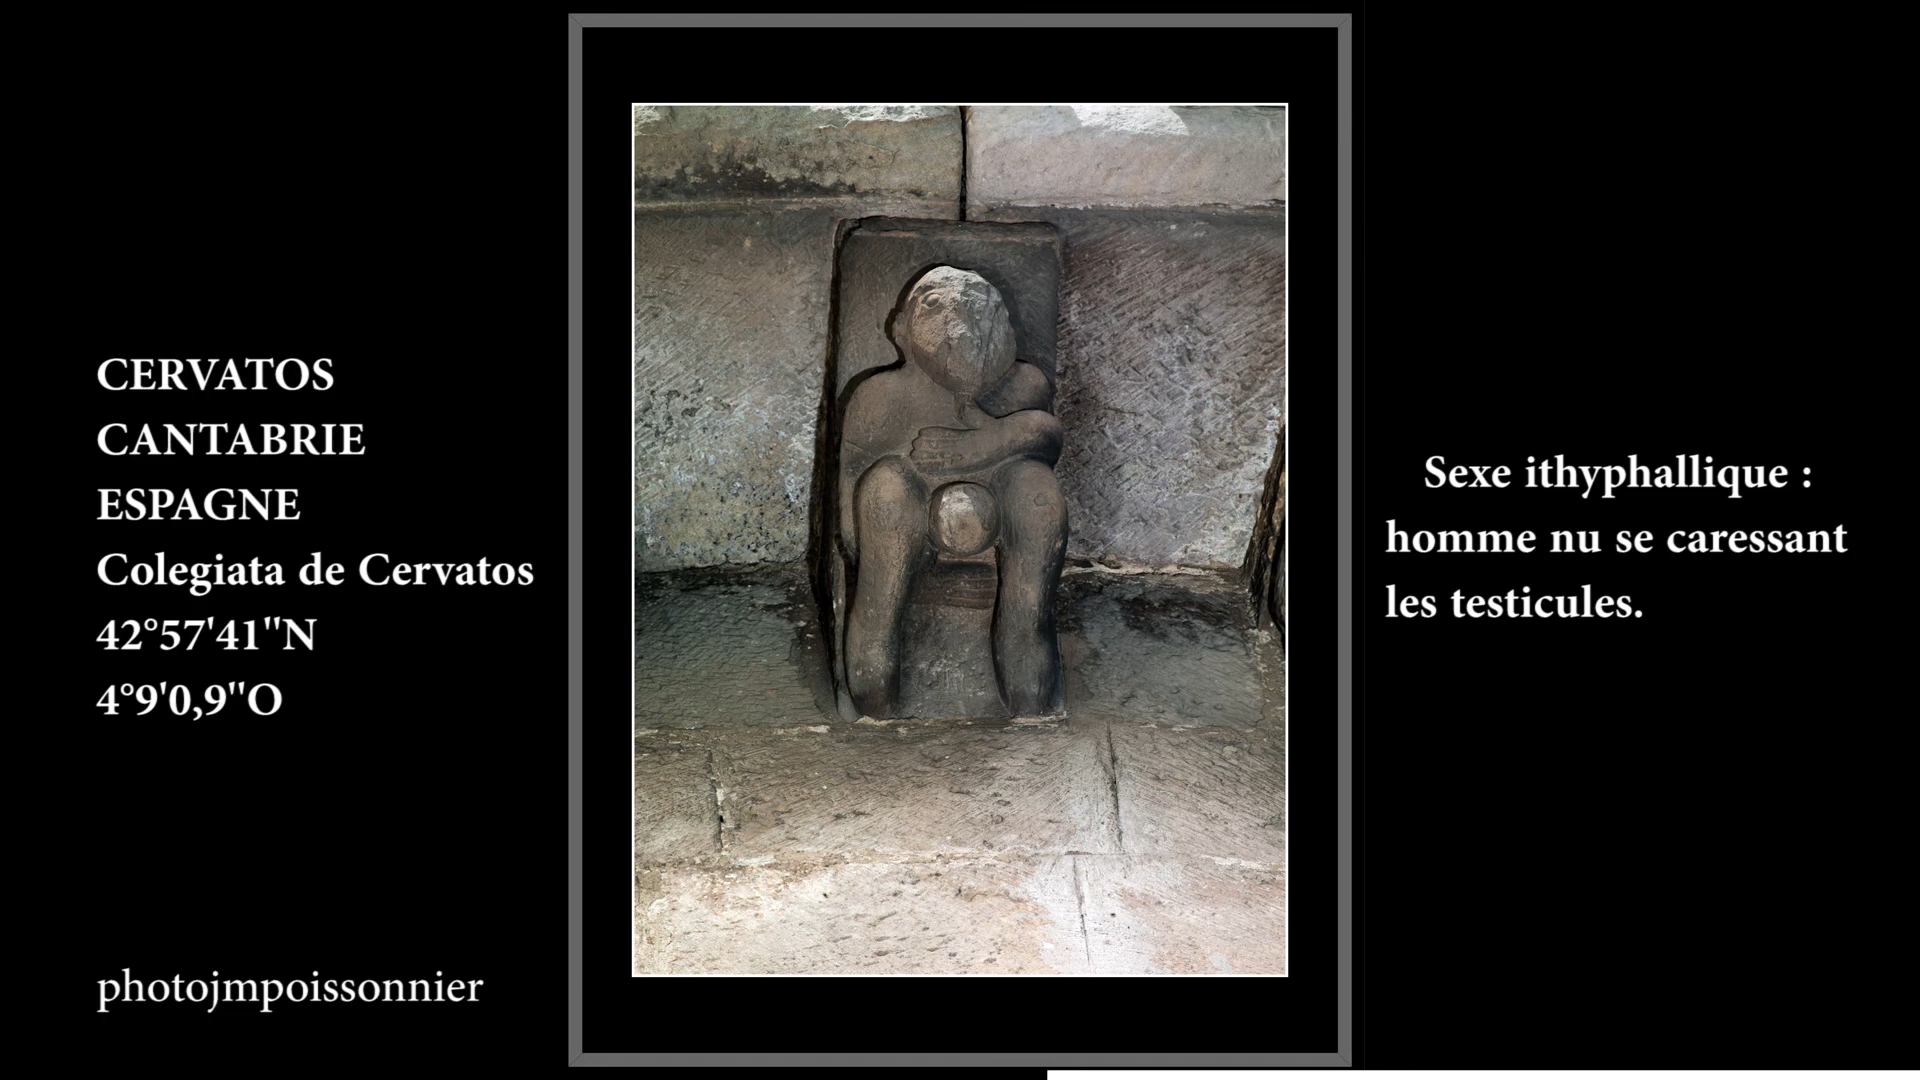 CERVATOS
CANTABRIE
ESPAGNE
Colegiata de Cervatos
42°57'41"N
4°9'0,9"O
photojmpoissonnier
Sexe ithyphallique :
homme nu se caressant
les testicules.